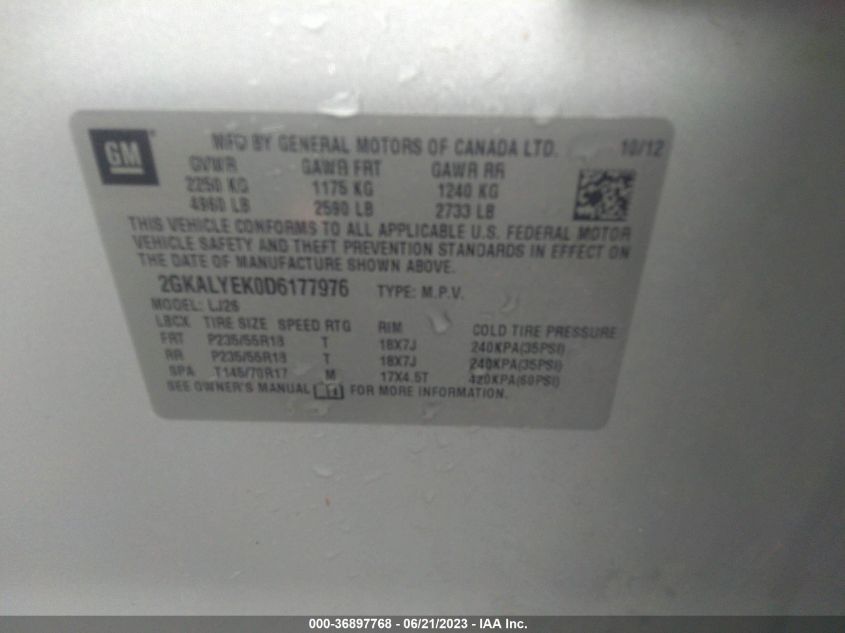 GM
MFD BY GENERAL MOTORS OF CANADA LTD. 10/12
GVWR GAWR FRT GAWR RR
2250 KG 1175 KG 1240 KG
4960 LB 2590 LB 2733 LB
THIS VEHICLE CONFORMS TO ALL APPLICABLE U.S. FEDERAL MOTOR
VEHICLE SAFETY AND THEFT PREVENTION STANDARDS IN EFFECT ON
THE DATE OF MANUFACTURE SHOWN ABOVE.
2GKALYEK0D6177976 TYPE: M.P.V.
MODEL: LJ26
TIRE SIZE SPEED RTG RIM COLD TIRE PRESSURE
FRT P235/55R18 T 18X7J 240KPA(35PSI)
RR P235/55R18 T 18X7J 240KPA(35PSI)
SPA T145/70R17 M 17X4.5T 420KPA(60PSI)
SEE OWNER'S MANUAL FOR MORE INFORMATION.
000-36897768 - 06/21/2023 - IAA Inc.